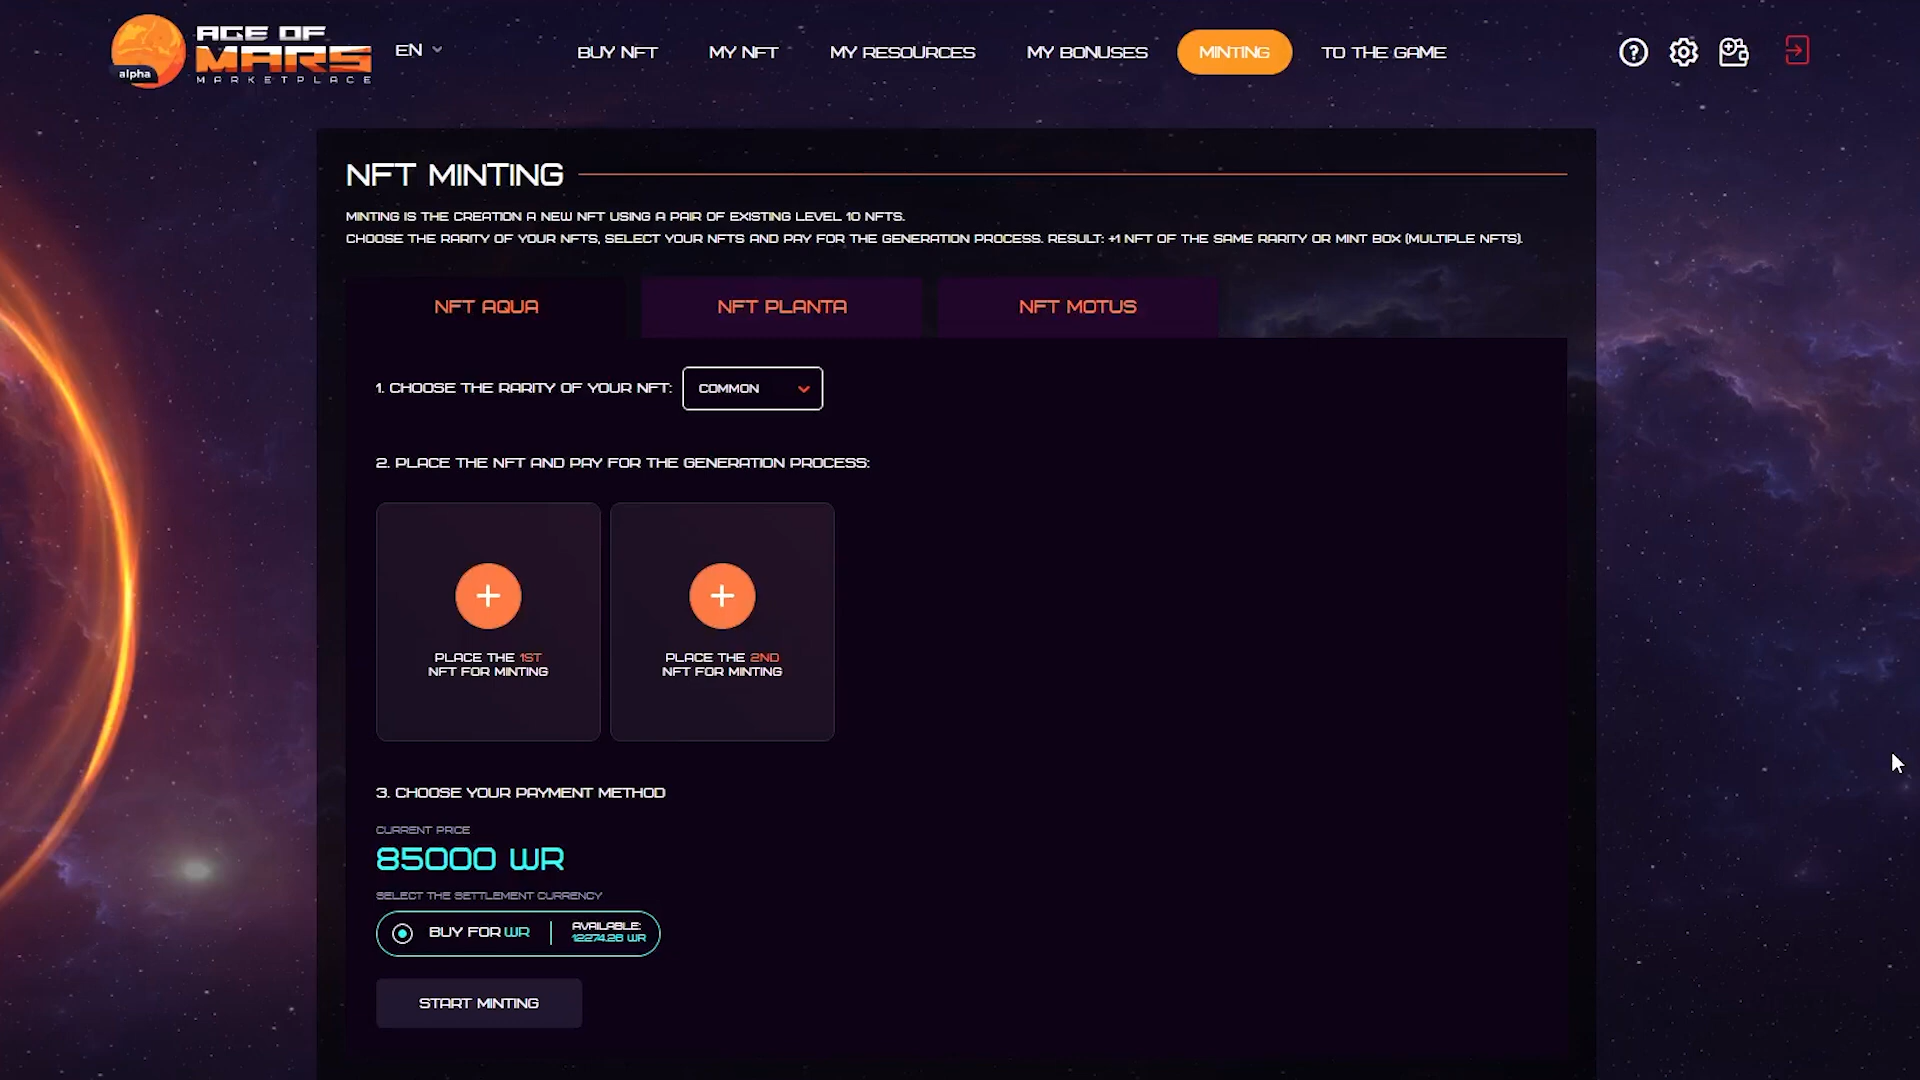 AGE OF
MARS
alpha
MARKETPLACE
EN
BUY NFT
MY NFT
MY RESOURCES
MY BONUSES
MINTING
TO THE GAME
NFT MINTING
MINTING IS THE CREATION A NEW NFT USING A PAIR OF EXISTING LEVEL 10 NFTS.
CHOOSE THE RARITY OF YOUR NFTS, SELECT YOUR NFTS AND PAY FOR THE GENERATION PROCESS. RESULT: +1 NFT OF THE SAME RARITY OR MINT BOX (MULTIPLE NFTS).
NFT AQUA
NFT PLANTA
NFT MOTUS
1. CHOOSE THE RARITY OF YOUR NFT:
COMMON
2. PLACE THE NFT AND PAY FOR THE GENERATION PROCESS:
PLACE THE 1ST
NFT FOR MINTING
PLACE THE 2ND
NFT FOR MINTING
3. CHOOSE YOUR PAYMENT METHOD
CURRENT PRICE
85000 WR
SELECT THE SETTLEMENT CURRENCY
BUY FOR WR
AVAILABLE:
12274.26 WR
START MINTING